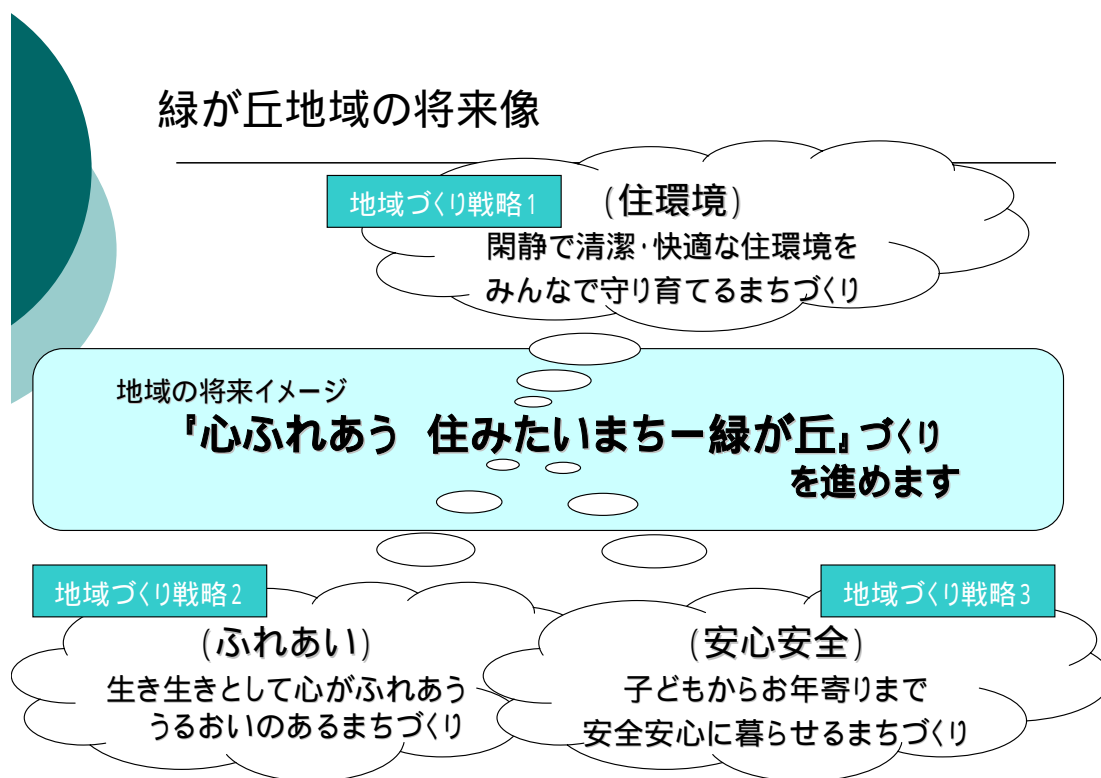 緑が丘地域の将来像
地域づくり戦略1
(住環境)
閑静で清潔・快適な住環境を
みんなで守り育てるまちづくり
地域の将来イメージ
『心ふれあう 住みたいまちー緑が丘』づくり
を進めます
地域づくり戦略2
(ふれあい)
生き生きとして心がふれあう
うるおいのあるまちづくり
地域づくり戦略3
(安心安全)
子どもからお年寄りまで
安全安心に暮らせるまちづくり